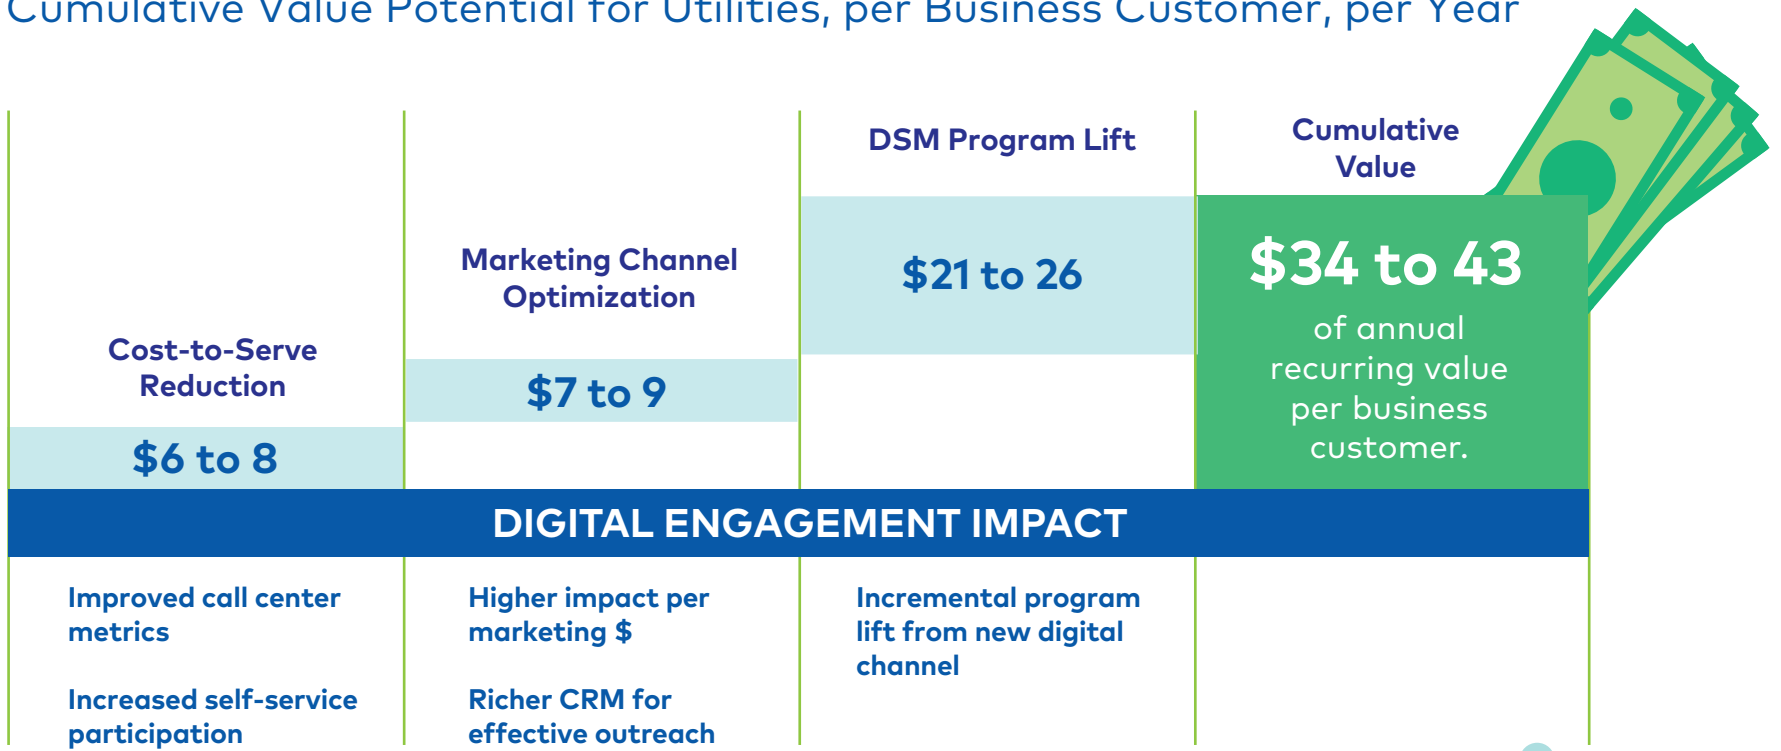 Cumulative Value Potential for Utilities, per Business Customer, per Year
Cost-to-Serve
Reduction
$6 to 8
Marketing Channel
Optimization
$7 to 9
DSM Program Lift
$21 to 26
Cumulative
Value
$34 to 43
of annual
recurring value
per business
customer.
DIGITAL ENGAGEMENT IMPACT
Improved call center
metrics
Increased self-service
participation
Higher impact per
marketing $
Richer CRM for
effective outreach
Incremental program
lift from new digital
channel